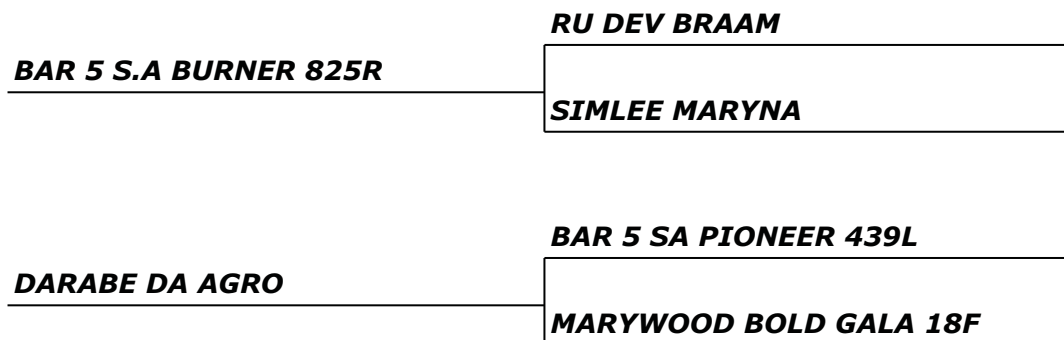 RU DEV BRAAM
BAR 5 S.A BURNER 825R
SIMLEE MARYNA
BAR 5 SA PIONEER 439L
DARABE DA AGRO
MARYWOOD BOLD GALA 18F